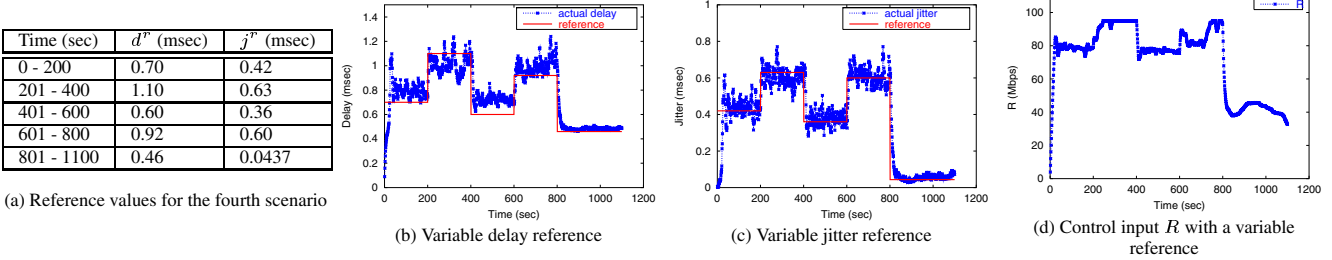 Time (sec) d^r (msec) j^r (msec)
0 - 200 0.70 0.42
201 - 400 1.10 0.63
401 - 600 0.60 0.36
601 - 800 0.92 0.60
801 - 1100 0.46 0.0437
(a) Reference values for the fourth scenario
1.5
1.4
1.2
1
0.8
0.6
0.4
0.2
0
Delay (msec)
actual delay
reference
0 200 400 600 800 1000 1200
Time (sec)
(b) Variable delay reference
1
0.8
0.6
0.4
0.2
0
Jitter (msec)
actual jitter
reference
0 200 400 600 800 1000 1200
Time (sec)
(c) Variable jitter reference
100
80
60
40
20
0
R (Mbps)
R
0 200 400 600 800 1000 1200
Time (sec)
(d) Control input R with a variable
reference